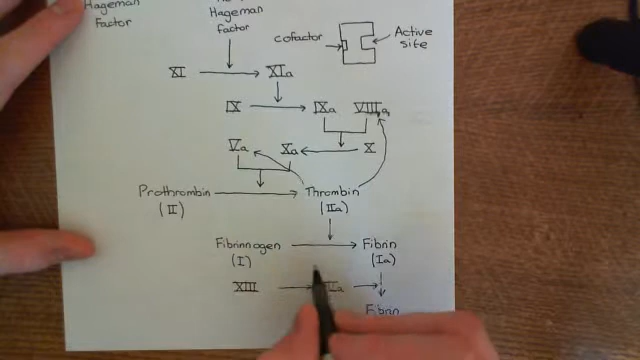 Hageman
Factor
Hageman
factor
cofactor
Active
site
XI
XIa
IX
IXa
VIIIa
Va
Xa
X
Prothrombin
(II)
Thrombin
(IIa)
Fibrinnogen
(I)
Fibrin
(Ia)
XIII
Fibrin